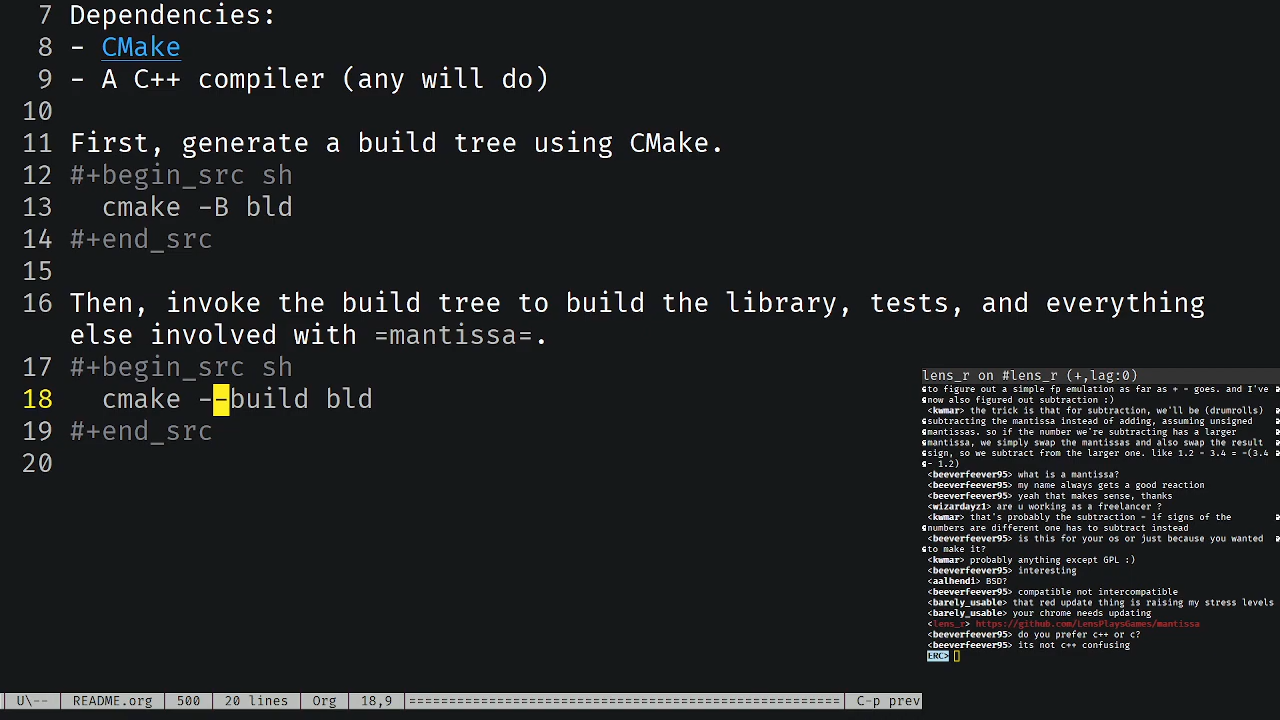 7 Dependencies:
8 - CMake
9 - A C++ compiler (any will do)
10
11 First, generate a build tree using CMake.
12 #+begin_src sh
13 cmake -B bld
14 #+end_src
15
16 Then, invoke the build tree to build the library, tests, and everything
else involved with =mantissa=.
17 #+begin_src sh
18 cmake --build bld
19 #+end_src
20
lens_r on #lens_r (+,lag:0)
to figure out a simple fp emulation as far as + - goes. and I've
now also figured out subtraction :)
<kwmar> the trick is that for subtraction, we'll be (drumrolls)
subtracting the mantissa instead of adding, assuming unsigned
mantissas. so if the number we're subtracting has a larger
mantissa, we simply swap the mantissas and also swap the result
sign, so we subtract from the larger one. like 1.2 - 3.4 = -(3.4
- 1.2)
<beeverfeever95> what is a mantissa?
<beeverfeever95> my name always gets a good reaction
<beeverfeever95> yeah that makes sense, thanks
<wizardayz1> are u working as a freelancer ?
<kwmar> that's probably the subtraction - if signs of the
numbers are different one has to subtract instead
<beeverfeever95> is this for your os or just because you wanted
to make it?
<kwmar> probably anything except GPL :)
<beeverfeever95> interesting
<aalhendi> BSD?
<beeverfeever95> compatible not intercompatible
<barely_usable> that red update thing is raising my stress levels
<barely_usable> your chrome needs updating
<lens_r> https://github.com/LensPlaysGames/mantissa
<beeverfeever95> do you prefer c++ or c?
<beeverfeever95> its not c++ confusing
ERC>
U\-- README.org 500 20 lines Org 18,9 ====================================================== C-p prev